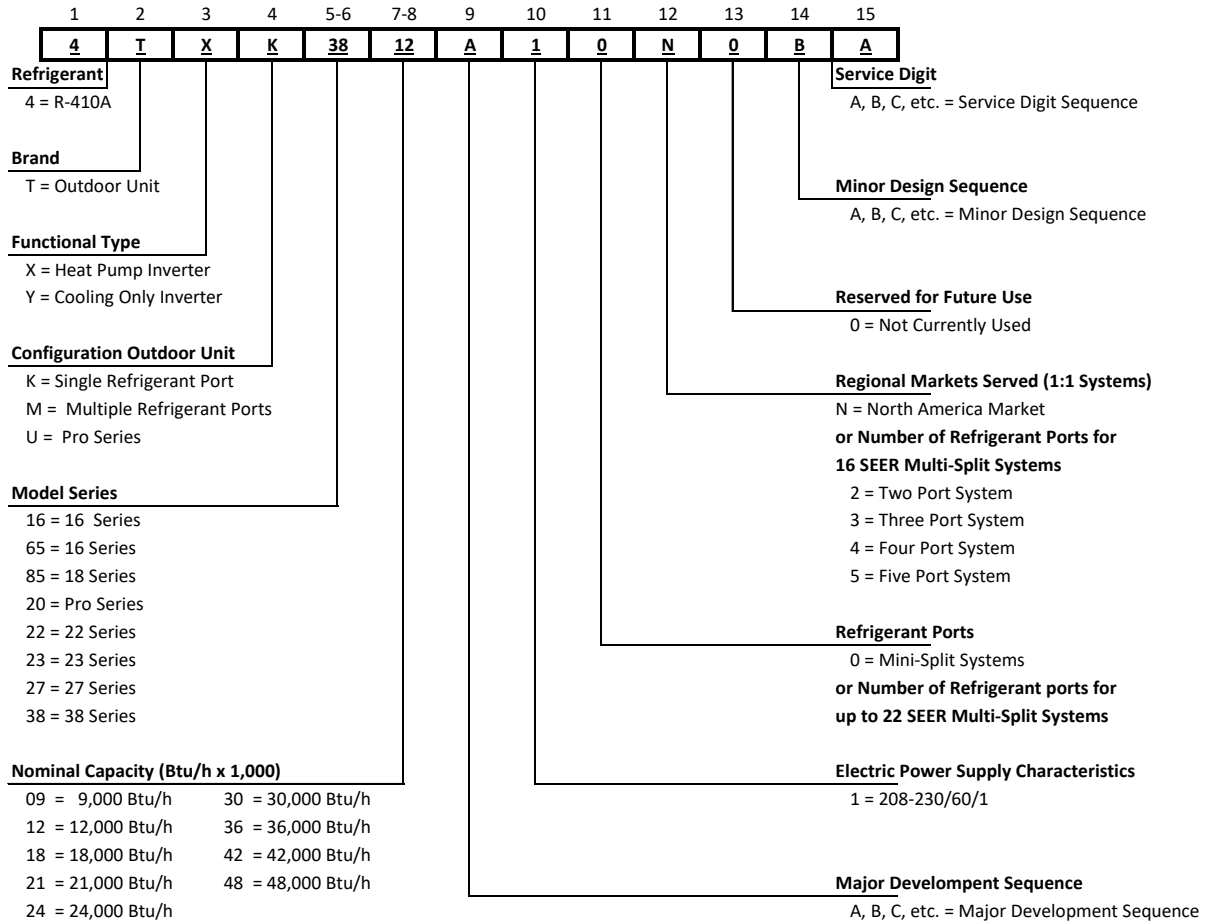 1 2 3 4 5-6 7-8 9 10 11 12 13 14 15
4 T X K 38 12 A 1 0 N 0 B A
Refrigerant
4 = R-410A
Brand
T = Outdoor Unit
Functional Type
X = Heat Pump Inverter
Y = Cooling Only Inverter
Configuration Outdoor Unit
K = Single Refrigerant Port
M = Multiple Refrigerant Ports
U = Pro Series
Model Series
16 = 16 Series
65 = 16 Series
85 = 18 Series
20 = Pro Series
22 = 22 Series
23 = 23 Series
27 = 27 Series
38 = 38 Series
Nominal Capacity (Btu/h x 1,000)
09 = 9,000 Btu/h 30 = 30,000 Btu/h
12 = 12,000 Btu/h 36 = 36,000 Btu/h
18 = 18,000 Btu/h 42 = 42,000 Btu/h
21 = 21,000 Btu/h 48 = 48,000 Btu/h
24 = 24,000 Btu/h
Service Digit
A, B, C, etc. = Service Digit Sequence
Minor Design Sequence
A, B, C, etc. = Minor Design Sequence
Reserved for Future Use
0 = Not Currently Used
Regional Markets Served (1:1 Systems)
N = North America Market
or Number of Refrigerant Ports for
16 SEER Multi-Split Systems
2 = Two Port System
3 = Three Port System
4 = Four Port System
5 = Five Port System
Refrigerant Ports
0 = Mini-Split Systems
or Number of Refrigerant ports for
up to 22 SEER Multi-Split Systems
Electric Power Supply Characteristics
1 = 208-230/60/1
Major Develompent Sequence
A, B, C, etc. = Major Development Sequence